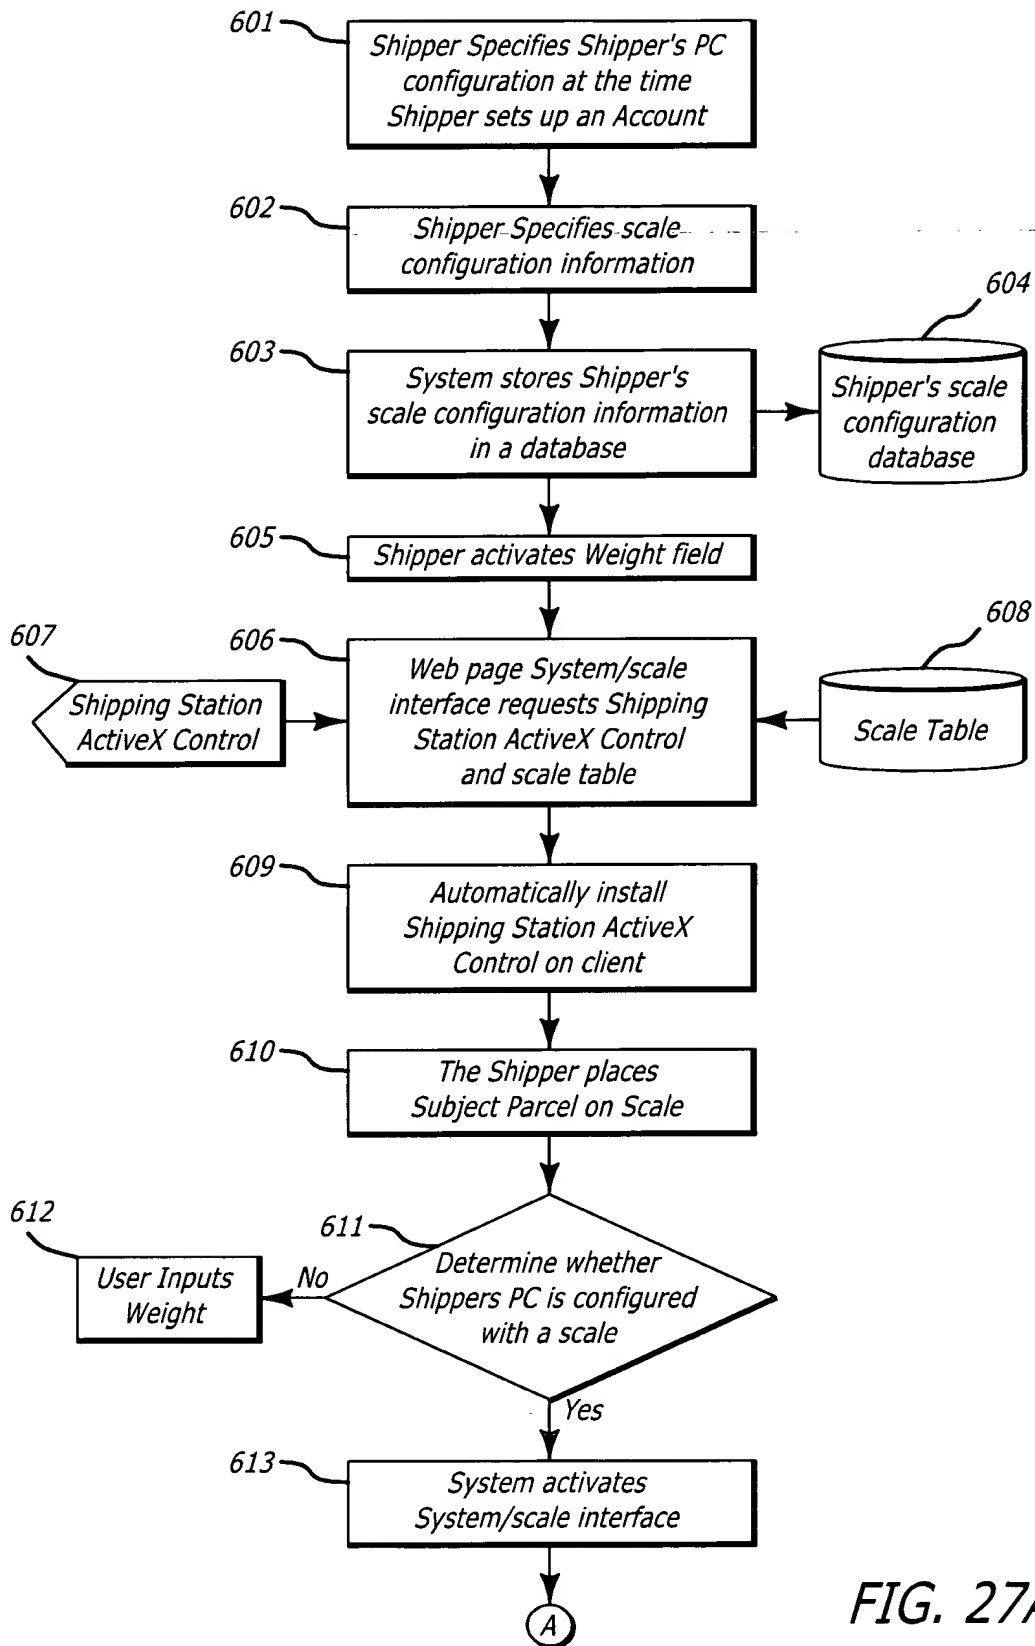 601
Shipper Specifies Shipper's PC
configuration at the time
Shipper sets up an Account
602
Shipper Specifies scale
configuration information
603
System stores Shipper's
scale configuration information
in a database
604
Shipper's scale
configuration
database
605
Shipper activates Weight field
607
Shipping Station
ActiveX Control
606
Web page System/scale
interface requests Shipping
Station ActiveX Control
and scale table
608
Scale Table
609
Automatically install
Shipping Station ActiveX
Control on client
610
The Shipper places
Subject Parcel on Scale
611
Determine whether
Shippers PC is configured
with a scale
612
No
User Inputs
Weight
Yes
613
System activates
System/scale interface
A
FIG. 27A